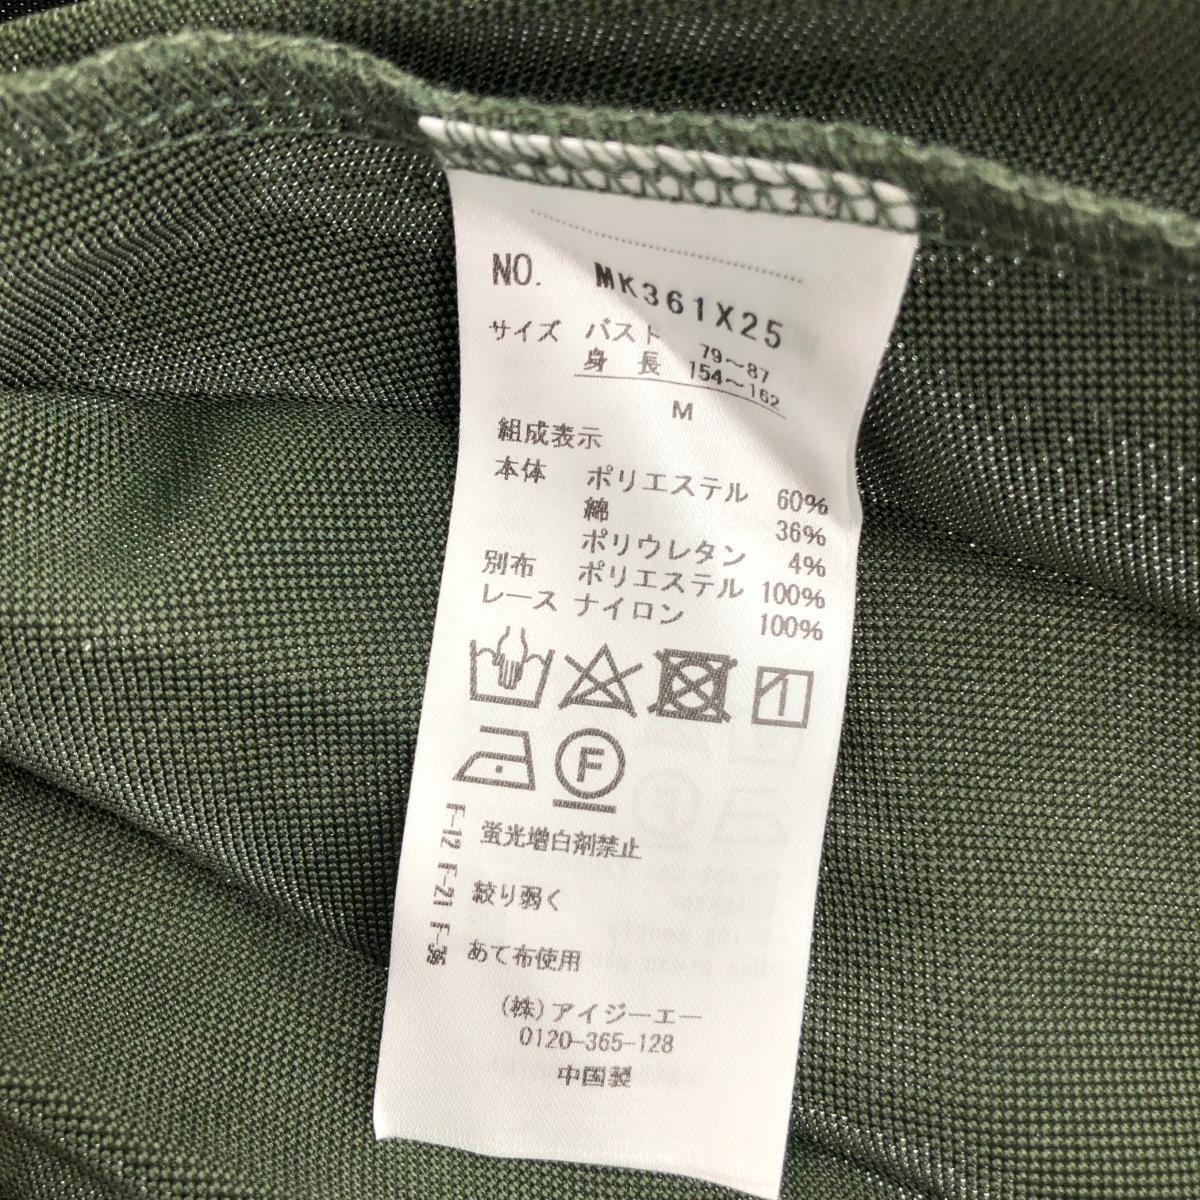 NO. MK361X25
サイズ バスト 79〜87
身 長 154〜162
M
組成表示
本体 ポリエステル 60%
綿 36%
ポリウレタン 4%
別布 ポリエステル 100%
レース ナイロン 100%
F
F-12 F-21 F-36
蛍光増白剤禁止
絞り弱く
あて布使用
(株)アイジーエー
0120-365-128
中国製